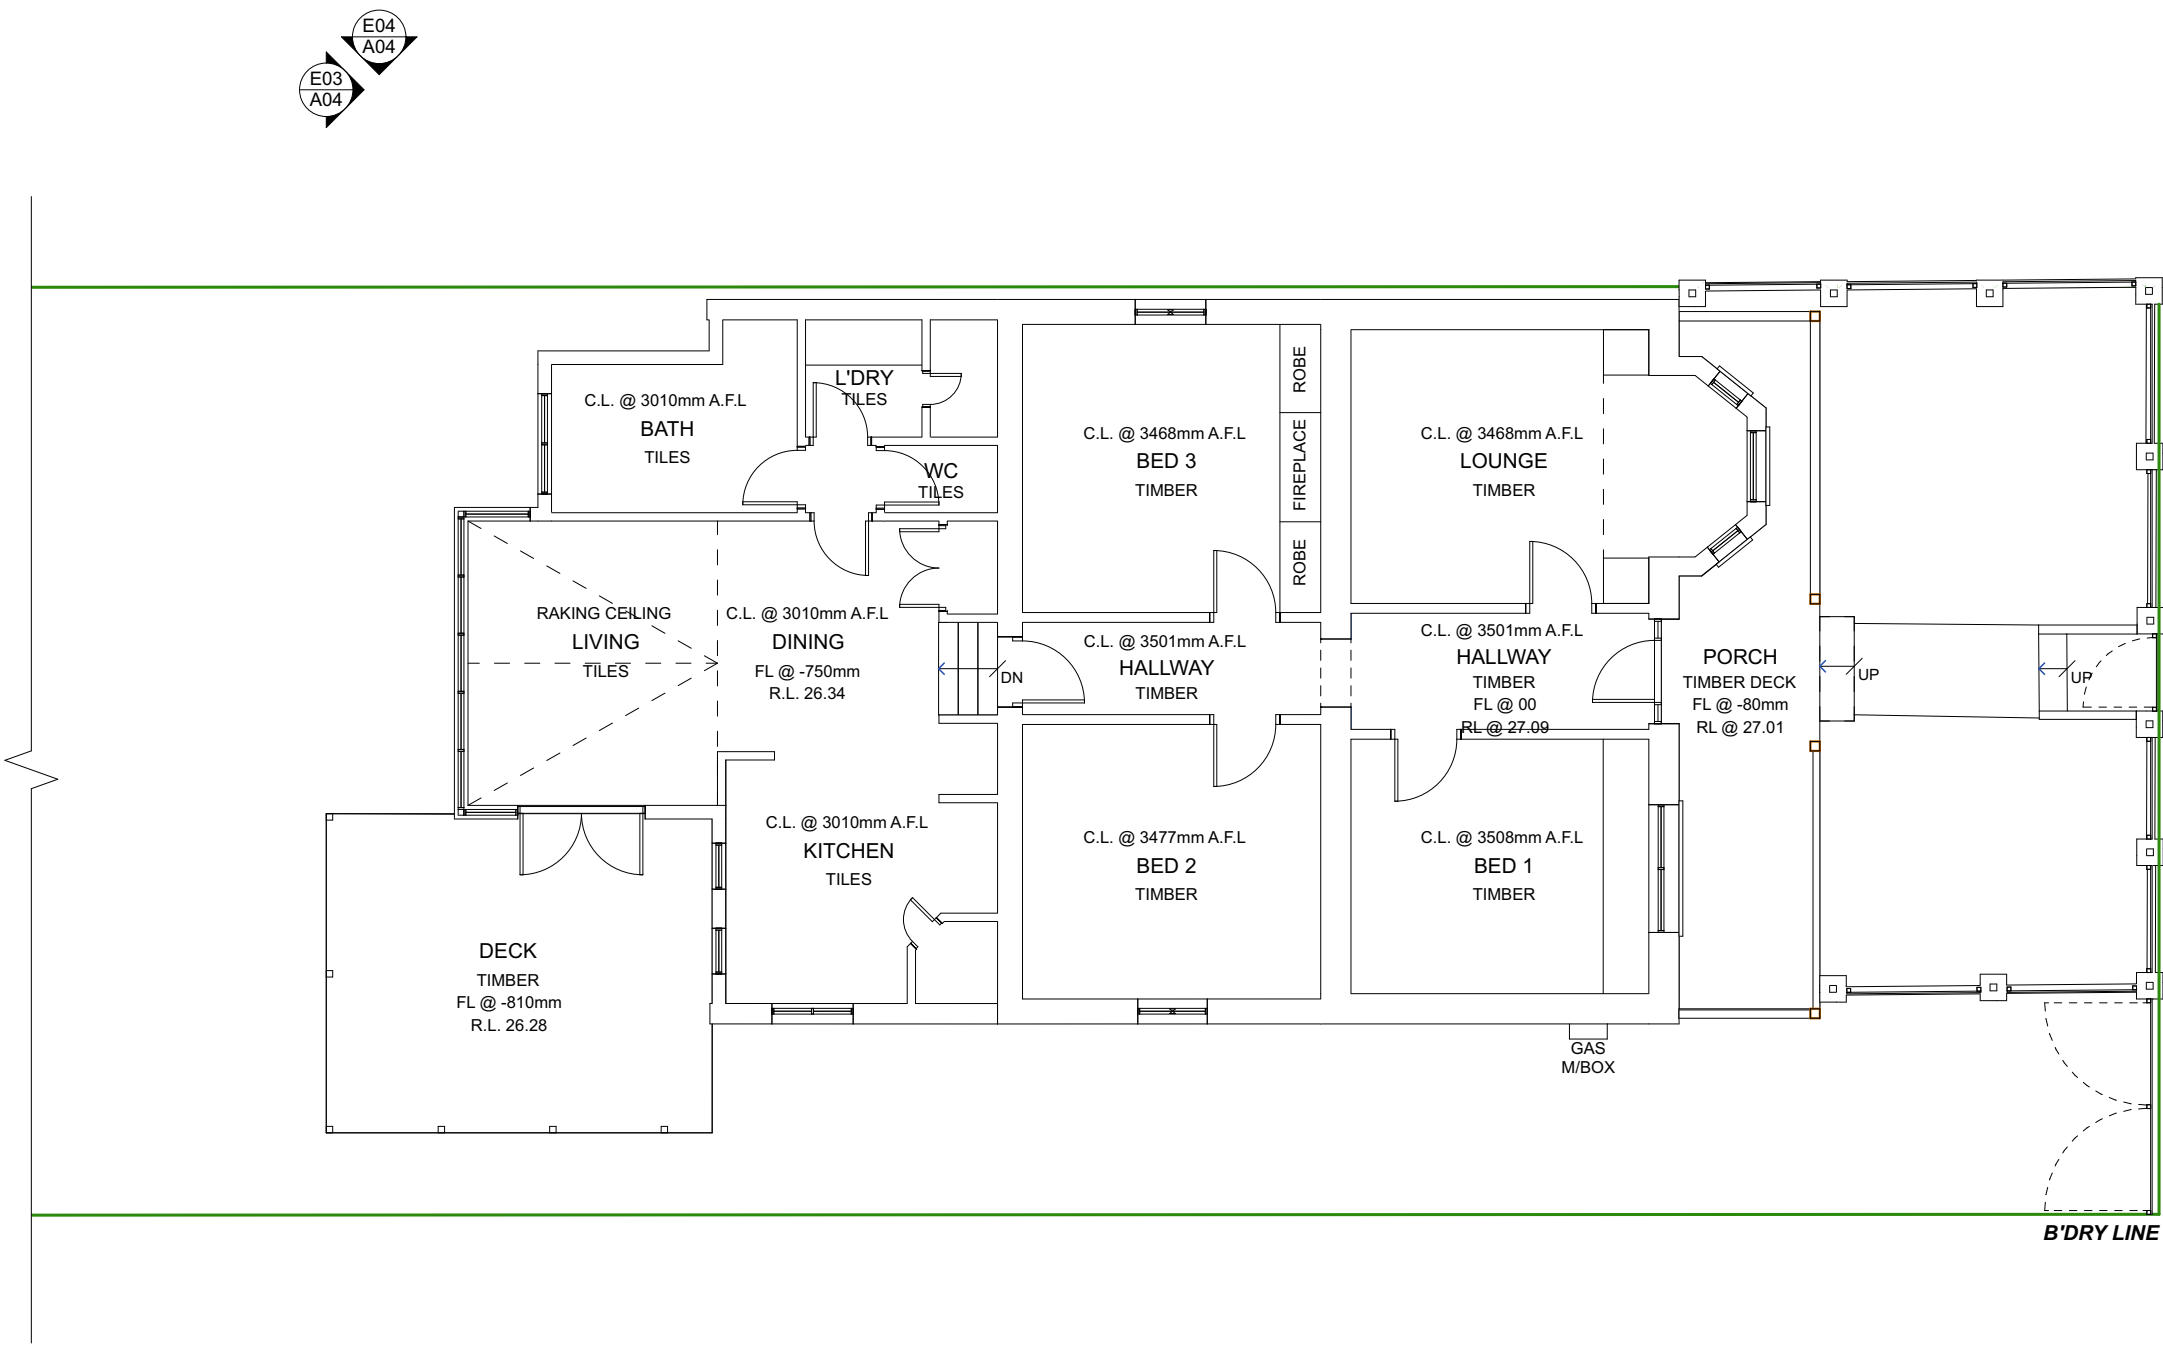 E04
A04
E03
A04
C.L. @ 3010mm A.F.L
BATH
TILES
L'DRY
TILES
WC
TILES
C.L. @ 3468mm A.F.L
BED 3
TIMBER
ROBE
FIREPLACE
ROBE
C.L. @ 3468mm A.F.L
LOUNGE
TIMBER
RAKING CEILING
LIVING
TILES
C.L. @ 3010mm A.F.L
DINING
FL @ -750mm
R.L. 26.34
DN
C.L. @ 3501mm A.F.L
HALLWAY
TIMBER
C.L. @ 3501mm A.F.L
HALLWAY
TIMBER
FL @ 00
RL @ 27.09
PORCH
TIMBER DECK
FL @ -80mm
RL @ 27.01
UP
UP
C.L. @ 3010mm A.F.L
KITCHEN
TILES
C.L. @ 3477mm A.F.L
BED 2
TIMBER
C.L. @ 3508mm A.F.L
BED 1
TIMBER
DECK
TIMBER
FL @ -810mm
R.L. 26.28
GAS
M/BOX
B'DRY LINE